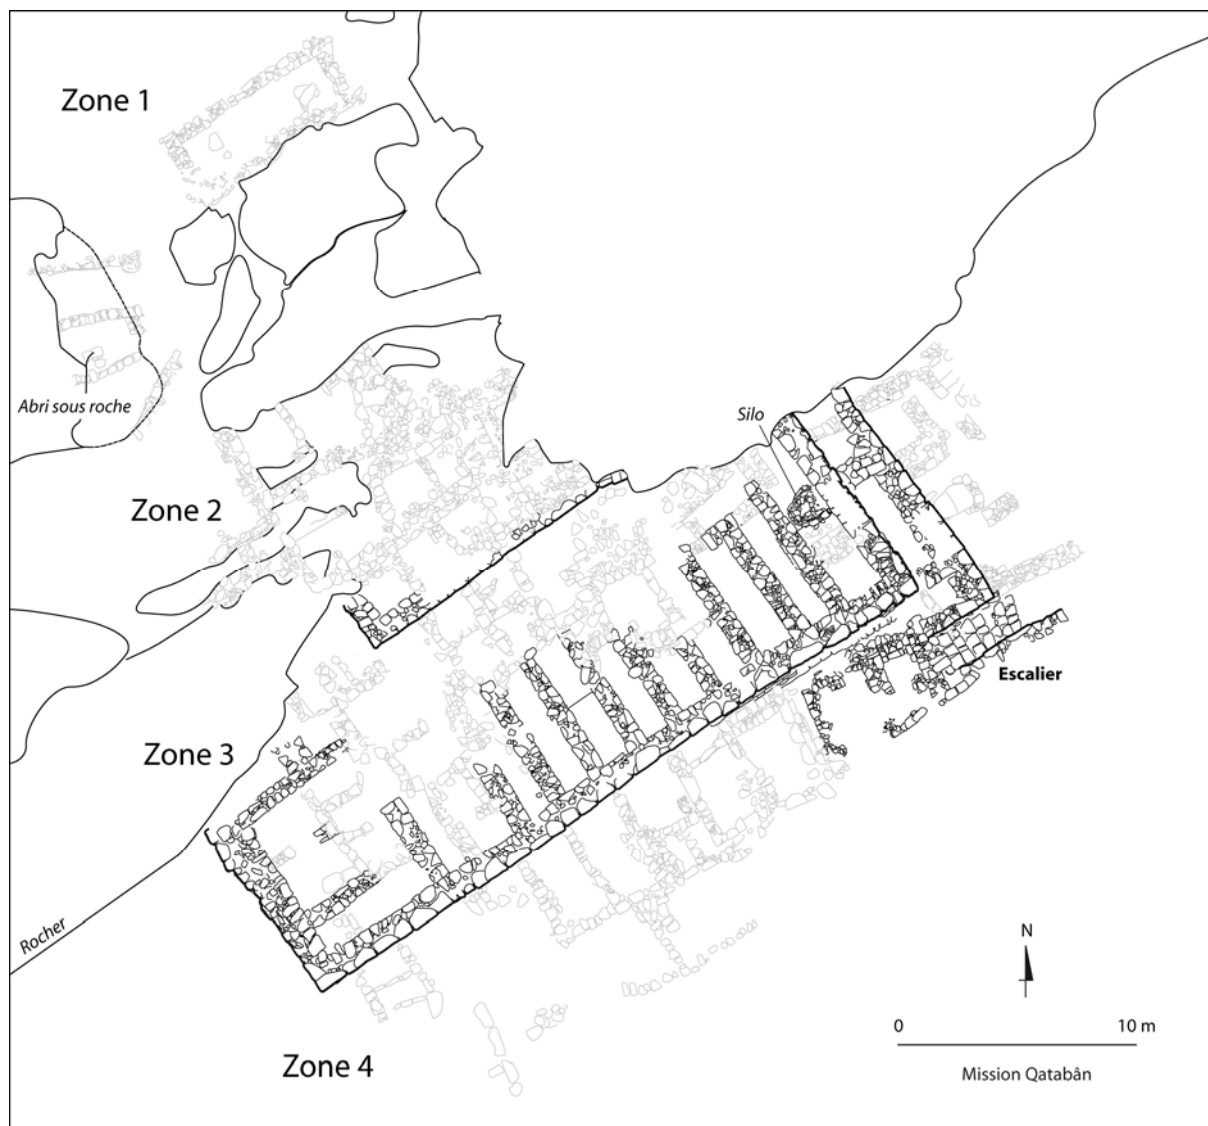 Zone 1
Abri sous roche
Silo
Zone 2
Escalier
Zone 3
Rocher
N
0 10 m
Mission Qatabân
Zone 4